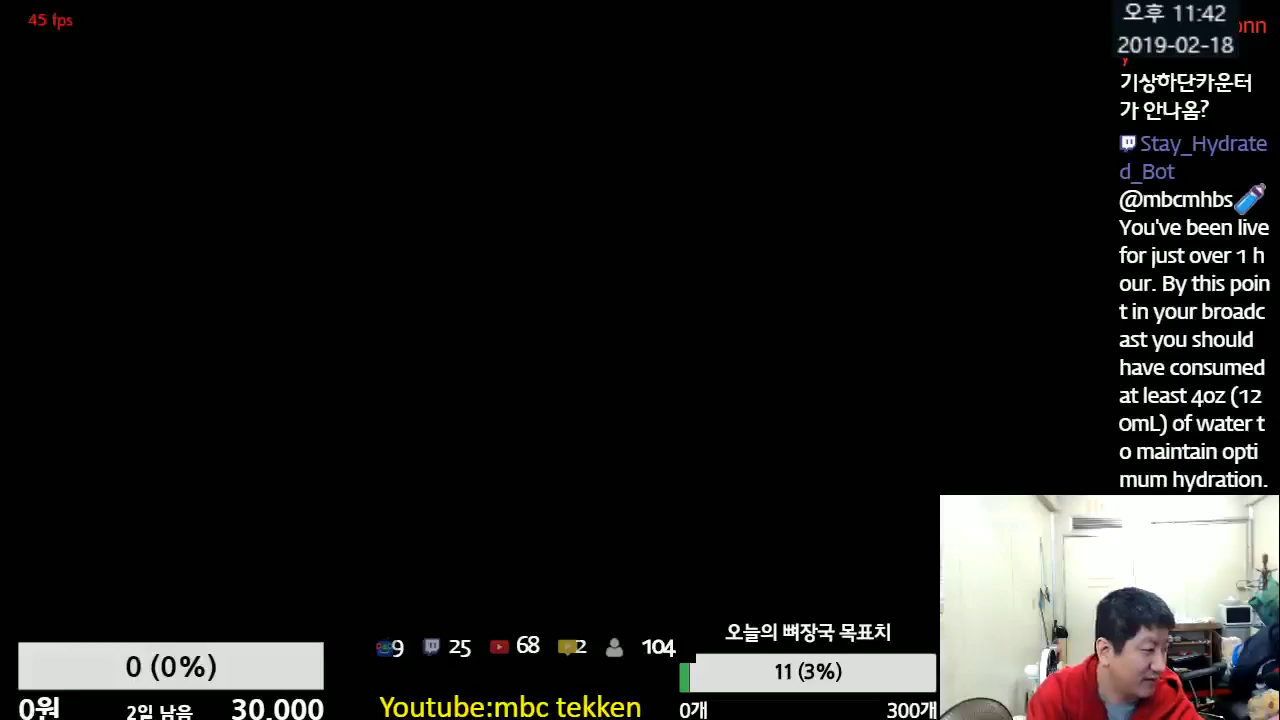 45 fps
오후 11:42
onn
2019-02-18
y
기상하단카운터
가 안나옴?
Stay_Hydrate
d_Bot
@mbcmhbs
You've been live
for just over 1 h
our. By this poin
t in your broadc
ast you should
have consumed
at least 4oz (12
0mL) of water t
o maintain opti
mum hydration.
오늘의 뼈장국 목표치
9 25 68 2 104
0 (0%)
11 (3%)
0원 2일 남음 30,000
Youtube:mbc tekken
0개 300개